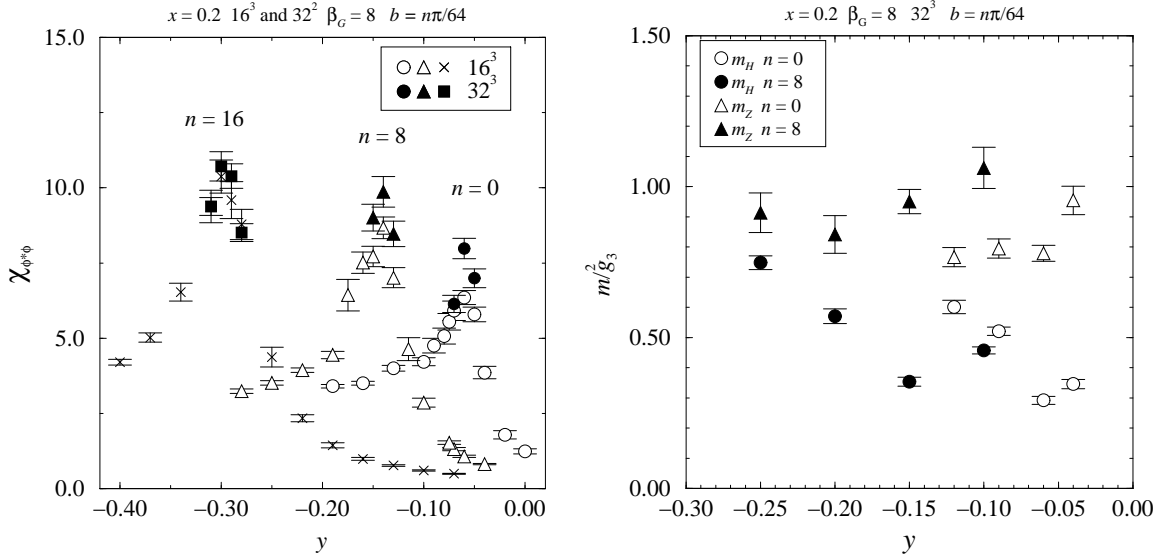 x = 0.2 16³ and 32² β_G = 8 b = nπ/64
15.0
10.0
5.0
0.0
χ_ϕ*ϕ
n = 16
n = 8
n = 0
16³
32³
−0.40
−0.30
−0.20
−0.10
0.00
y
x = 0.2 β_G = 8 32³ b = nπ/64
1.50
1.00
0.50
0.00
m/g₃²
m_H n = 0
m_H n = 8
m_Z n = 0
m_Z n = 8
−0.30
−0.25
−0.20
−0.15
−0.10
−0.05
0.00
y